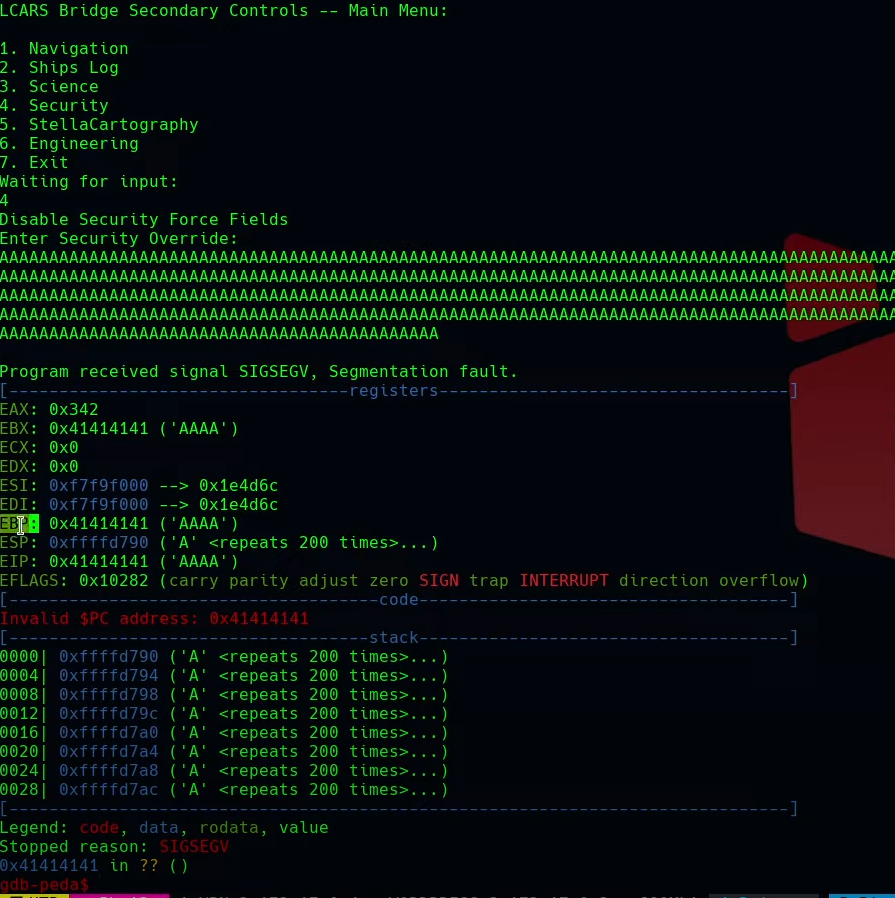 LCARS Bridge Secondary Controls -- Main Menu:
1. Navigation
2. Ships Log
3. Science
4. Security
5. StellaCartography
6. Engineering
7. Exit
Waiting for input:
4
Disable Security Force Fields
Enter Security Override:
AAAAAAAAAAAAAAAAAAAAAAAAAAAAAAAAAAAAAAAAAAAAAAAAAAAAAAAAAAAAAAAAAAAAAAAAAAAAAAAAAAAAAAAAAA
AAAAAAAAAAAAAAAAAAAAAAAAAAAAAAAAAAAAAAAAAAAAAAAAAAAAAAAAAAAAAAAAAAAAAAAAAAAAAAAAAAAAAAAAAA
AAAAAAAAAAAAAAAAAAAAAAAAAAAAAAAAAAAAAAAAAAAAAAAAAAAAAAAAAAAAAAAAAAAAAAAAAAAAAAAAAAAAAAAAAA
AAAAAAAAAAAAAAAAAAAAAAAAAAAAAAAAAAAAAAAAAAAAAAAAAAAAAAAAAAAAAAAAAAAAAAAAAAAAAAAAAAAAAAAAAA
AAAAAAAAAAAAAAAAAAAAAAAAAAAAAAAAAAAAAAAAAAAA
Program received signal SIGSEGV, Segmentation fault.
[----------------------------------registers-----------------------------------]
EAX: 0x342
EBX: 0x41414141 ('AAAA')
ECX: 0x0
EDX: 0x0
ESI: 0xf7f9f000 --> 0x1e4d6c
EDI: 0xf7f9f000 --> 0x1e4d6c
EBP: 0x41414141 ('AAAA')
ESP: 0xffffd790 ('A' <repeats 200 times>...)
EIP: 0x41414141 ('AAAA')
EFLAGS: 0x10282 (carry parity adjust zero SIGN trap INTERRUPT direction overflow)
[-------------------------------------code-------------------------------------]
Invalid $PC address: 0x41414141
[------------------------------------stack-------------------------------------]
0000| 0xffffd790 ('A' <repeats 200 times>...)
0004| 0xffffd794 ('A' <repeats 200 times>...)
0008| 0xffffd798 ('A' <repeats 200 times>...)
0012| 0xffffd79c ('A' <repeats 200 times>...)
0016| 0xffffd7a0 ('A' <repeats 200 times>...)
0020| 0xffffd7a4 ('A' <repeats 200 times>...)
0024| 0xffffd7a8 ('A' <repeats 200 times>...)
0028| 0xffffd7ac ('A' <repeats 200 times>...)
[------------------------------------------------------------------------------]
Legend: code, data, rodata, value
Stopped reason: SIGSEGV
0x41414141 in ?? ()
gdb-peda$